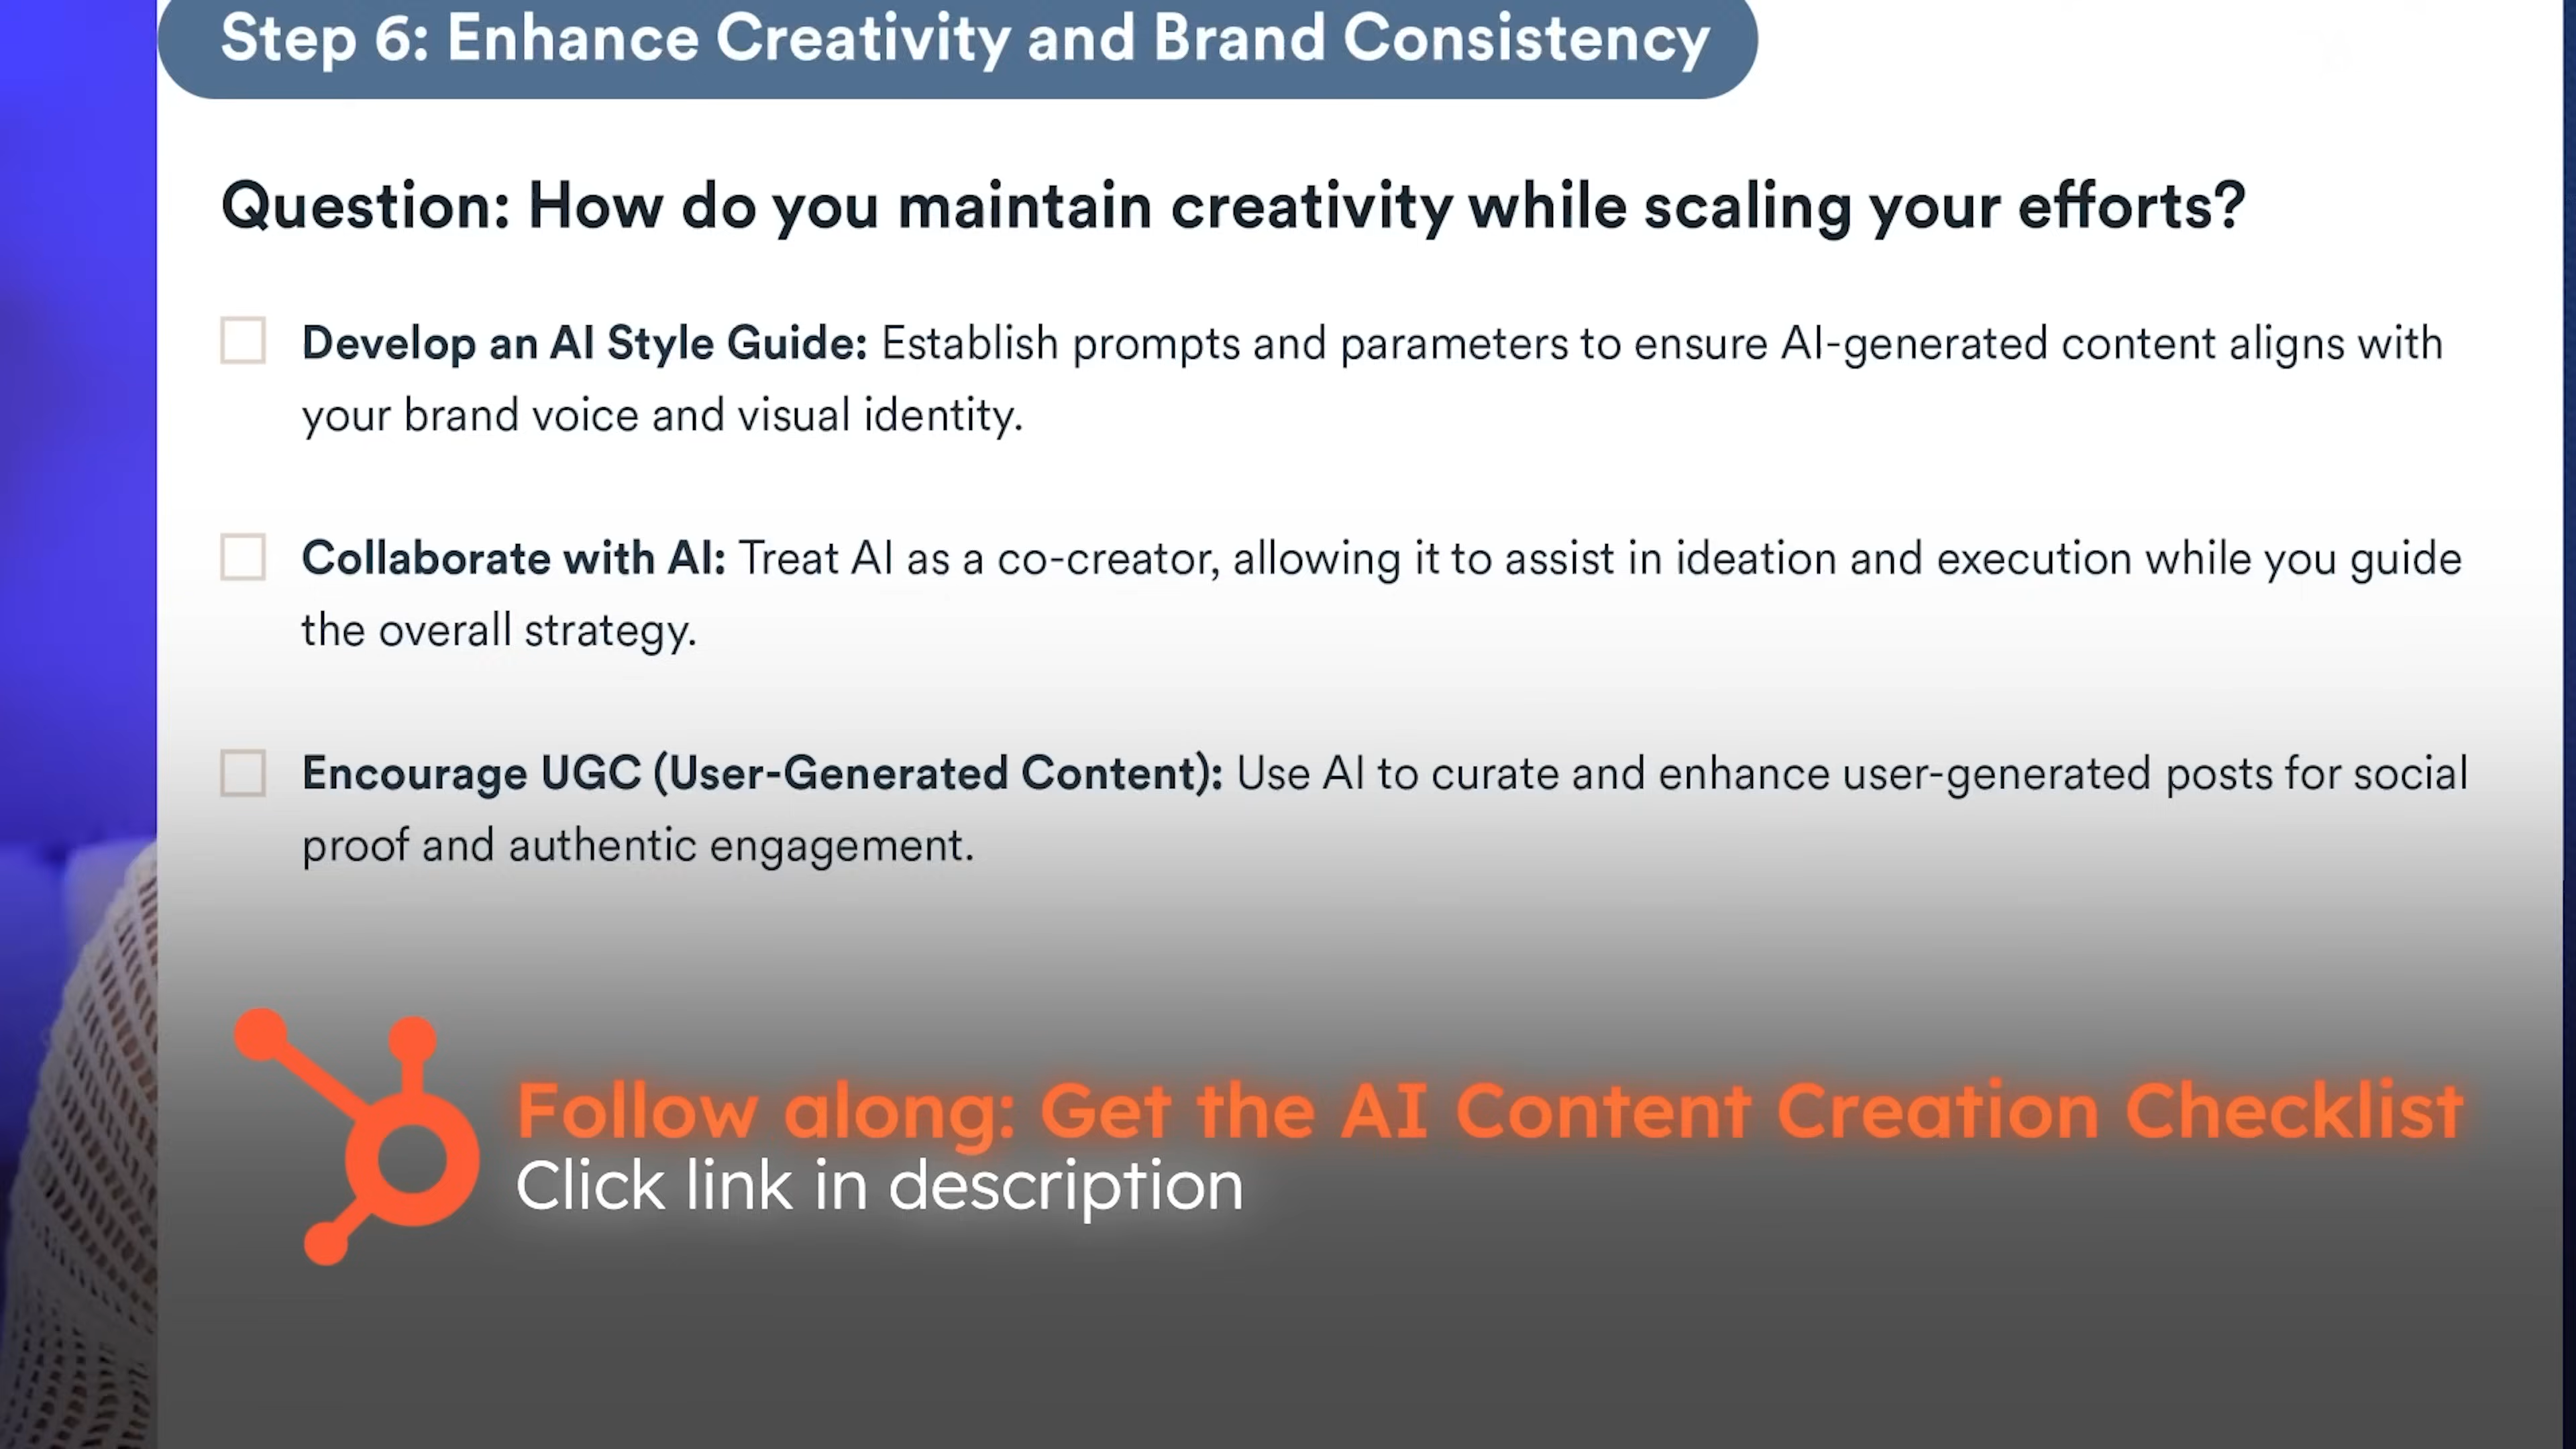 Step 6: Enhance Creativity and Brand Consistency
Question: How do you maintain creativity while scaling your efforts?
Develop an AI Style Guide: Establish prompts and parameters to ensure AI-generated content aligns with
your brand voice and visual identity.
Collaborate with AI: Treat AI as a co-creator, allowing it to assist in ideation and execution while you guide
the overall strategy.
Encourage UGC (User-Generated Content): Use AI to curate and enhance user-generated posts for social
proof and authentic engagement.
Follow along: Get the AI Content Creation Checklist
Click link in description